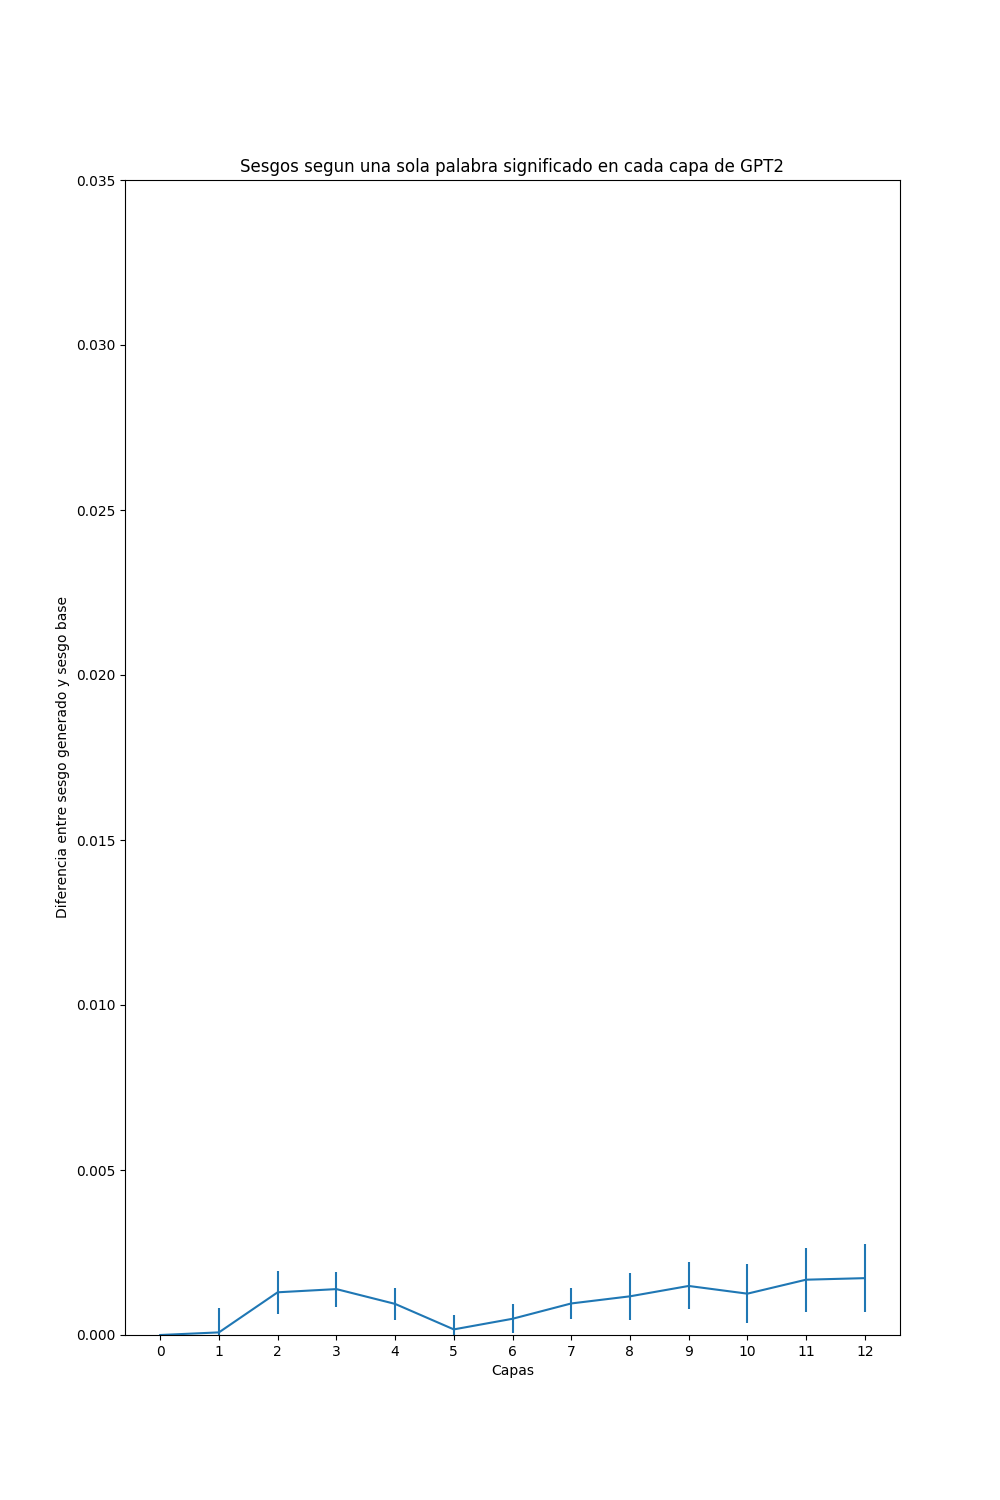 Sesgos segun una sola palabra significado en cada capa de GPT2
0.035
0.030
0.025
0.020
0.015
0.010
0.005
0.000
Diferencia entre sesgo generado y sesgo base
0 1 2 3 4 5 6 7 8 9 10 11 12
Capas